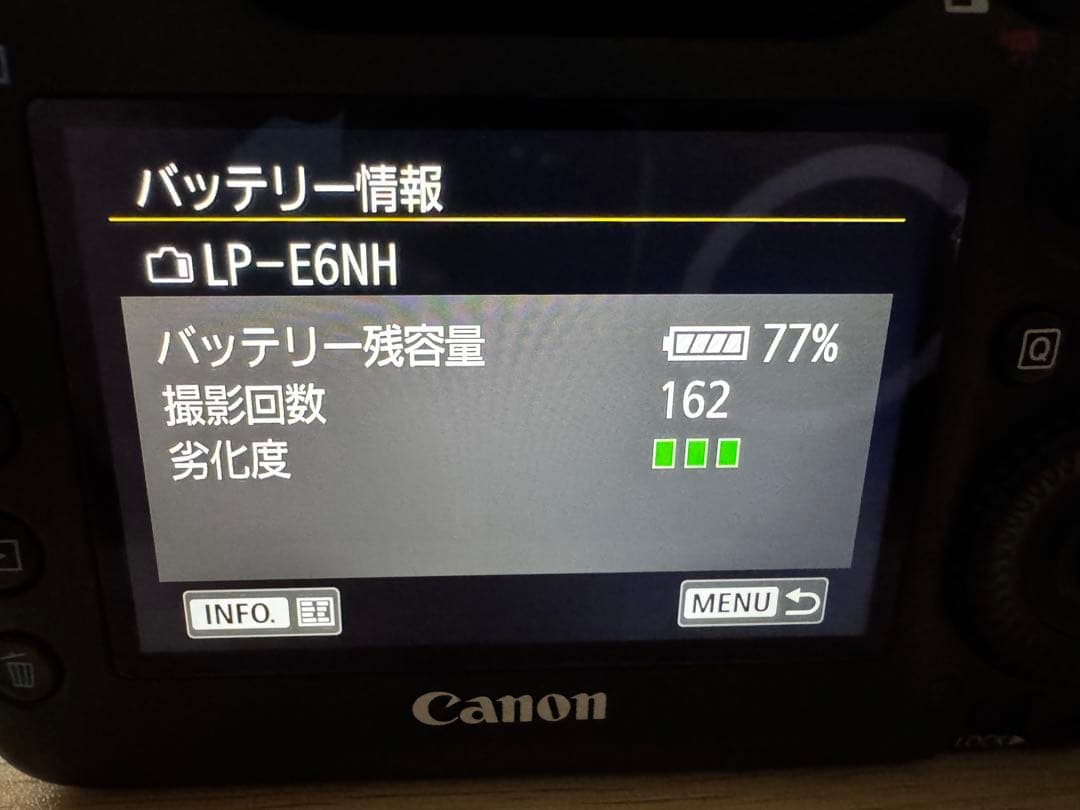 バッテリー情報
LP-E6NH
バッテリー残容量 77%
撮影回数 162
劣化度
INFO. MENU
Q
Canon
LOCK▶